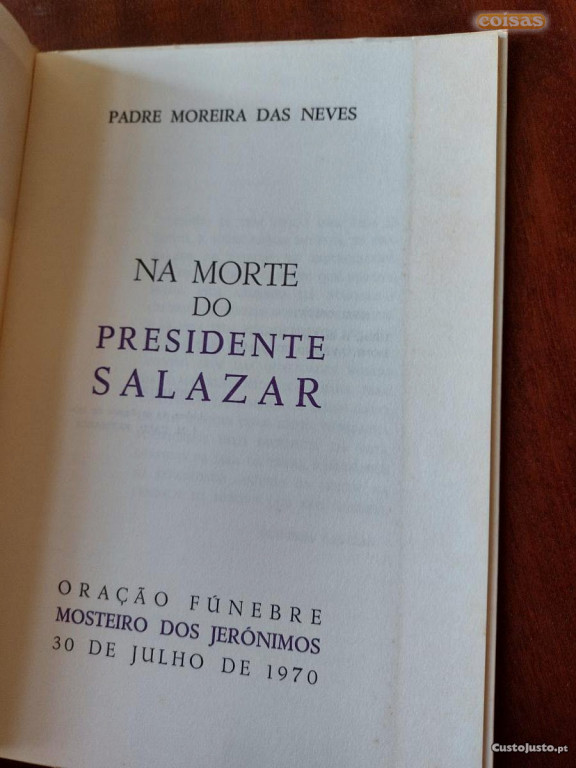 coisas
PADRE MOREIRA DAS NEVES
NA MORTE
DO
PRESIDENTE
SALAZAR
ORAÇÃO FÚNEBRE
MOSTEIRO DOS JERÓNIMOS
30 DE JULHO DE 1970
CustoJusto.pt